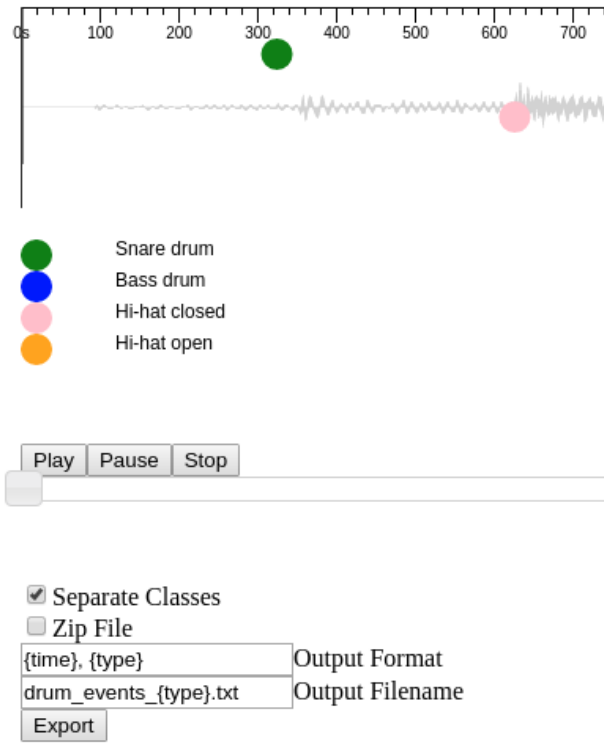 0s 100 200 300 400 500 600 700
Snare drum
Bass drum
Hi-hat closed
Hi-hat open
Play Pause Stop
Separate Classes
Zip File
{time}, {type} Output Format
drum_events_{type}.txt Output Filename
Export